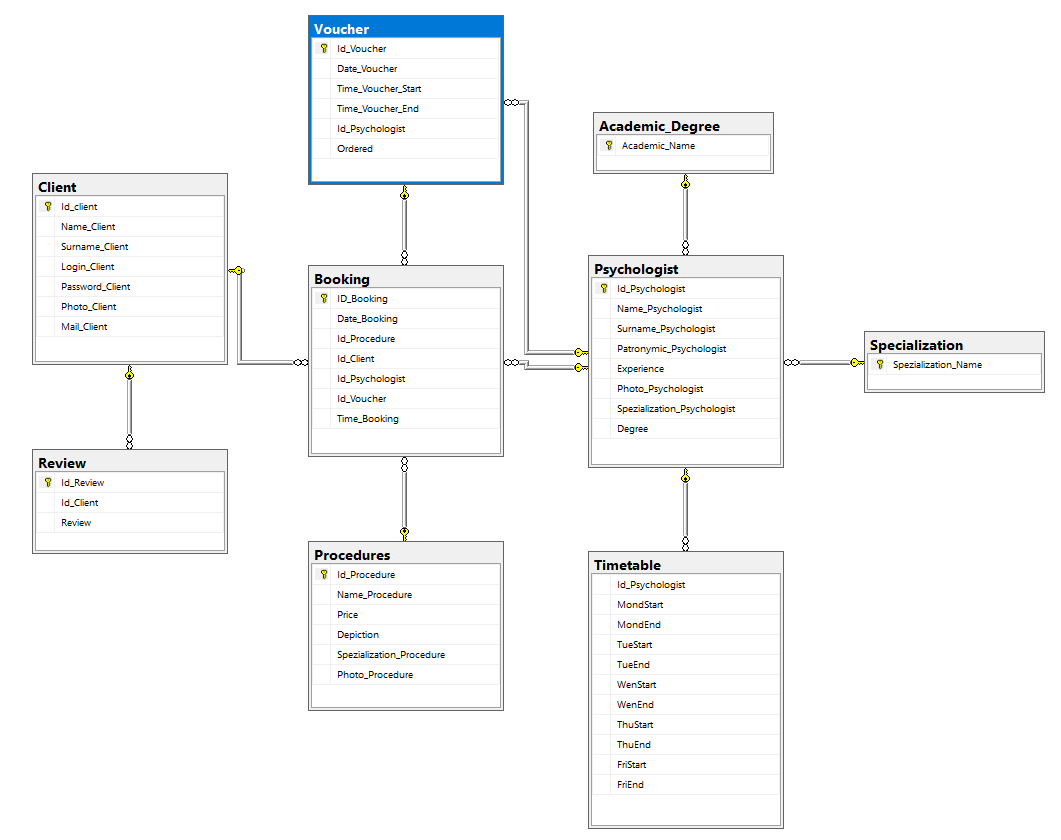 Voucher
Id_Voucher
Date_Voucher
Time_Voucher_Start
Time_Voucher_End
Id_Psychologist
Ordered
Academic_Degree
Academic_Name
Client
Id_client
Name_Client
Surname_Client
Login_Client
Password_Client
Photo_Client
Mail_Client
Booking
ID_Booking
Date_Booking
Id_Procedure
Id_Client
Id_Psychologist
Id_Voucher
Time_Booking
Psychologist
Id_Psychologist
Name_Psychologist
Surname_Psychologist
Patronymic_Psychologist
Experience
Photo_Psychologist
Spezialization_Psychologist
Degree
Specialization
Spezialization_Name
Review
Id_Review
Id_Client
Review
Procedures
Id_Procedure
Name_Procedure
Price
Depiction
Spezialization_Procedure
Photo_Procedure
Timetable
Id_Psychologist
MondStart
MondEnd
TueStart
TueEnd
WenStart
WenEnd
ThuStart
ThuEnd
FriStart
FriEnd